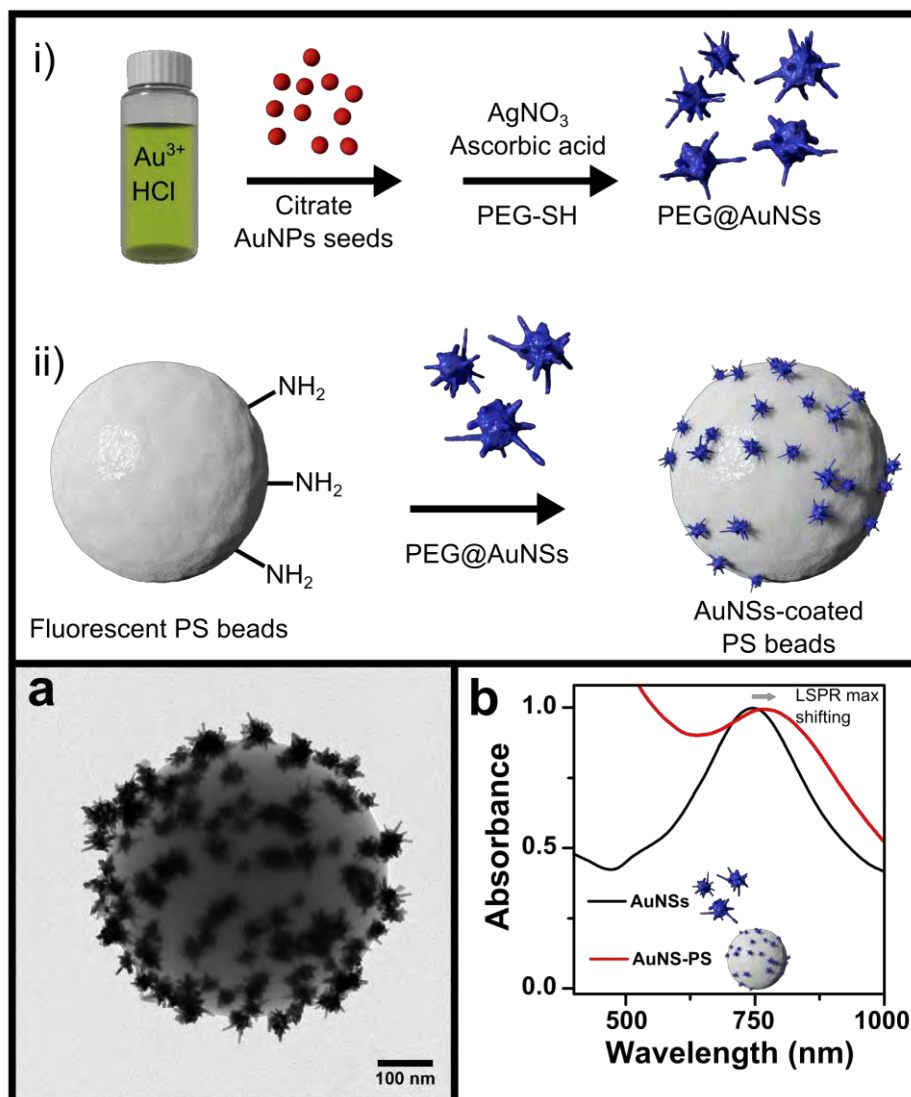 i)
Au³⁺
HCl
Citrate
AuNPs seeds
AgNO₃
Ascorbic acid
PEG-SH
PEG@AuNSs
ii)
NH₂
NH₂
NH₂
Fluorescent PS beads
PEG@AuNSs
AuNSs-coated
PS beads
a
100 nm
b
LSPR max
shifting
Absorbance
1.0
0.5
0.0
AuNSs
AuNS-PS
500
750
1000
Wavelength (nm)